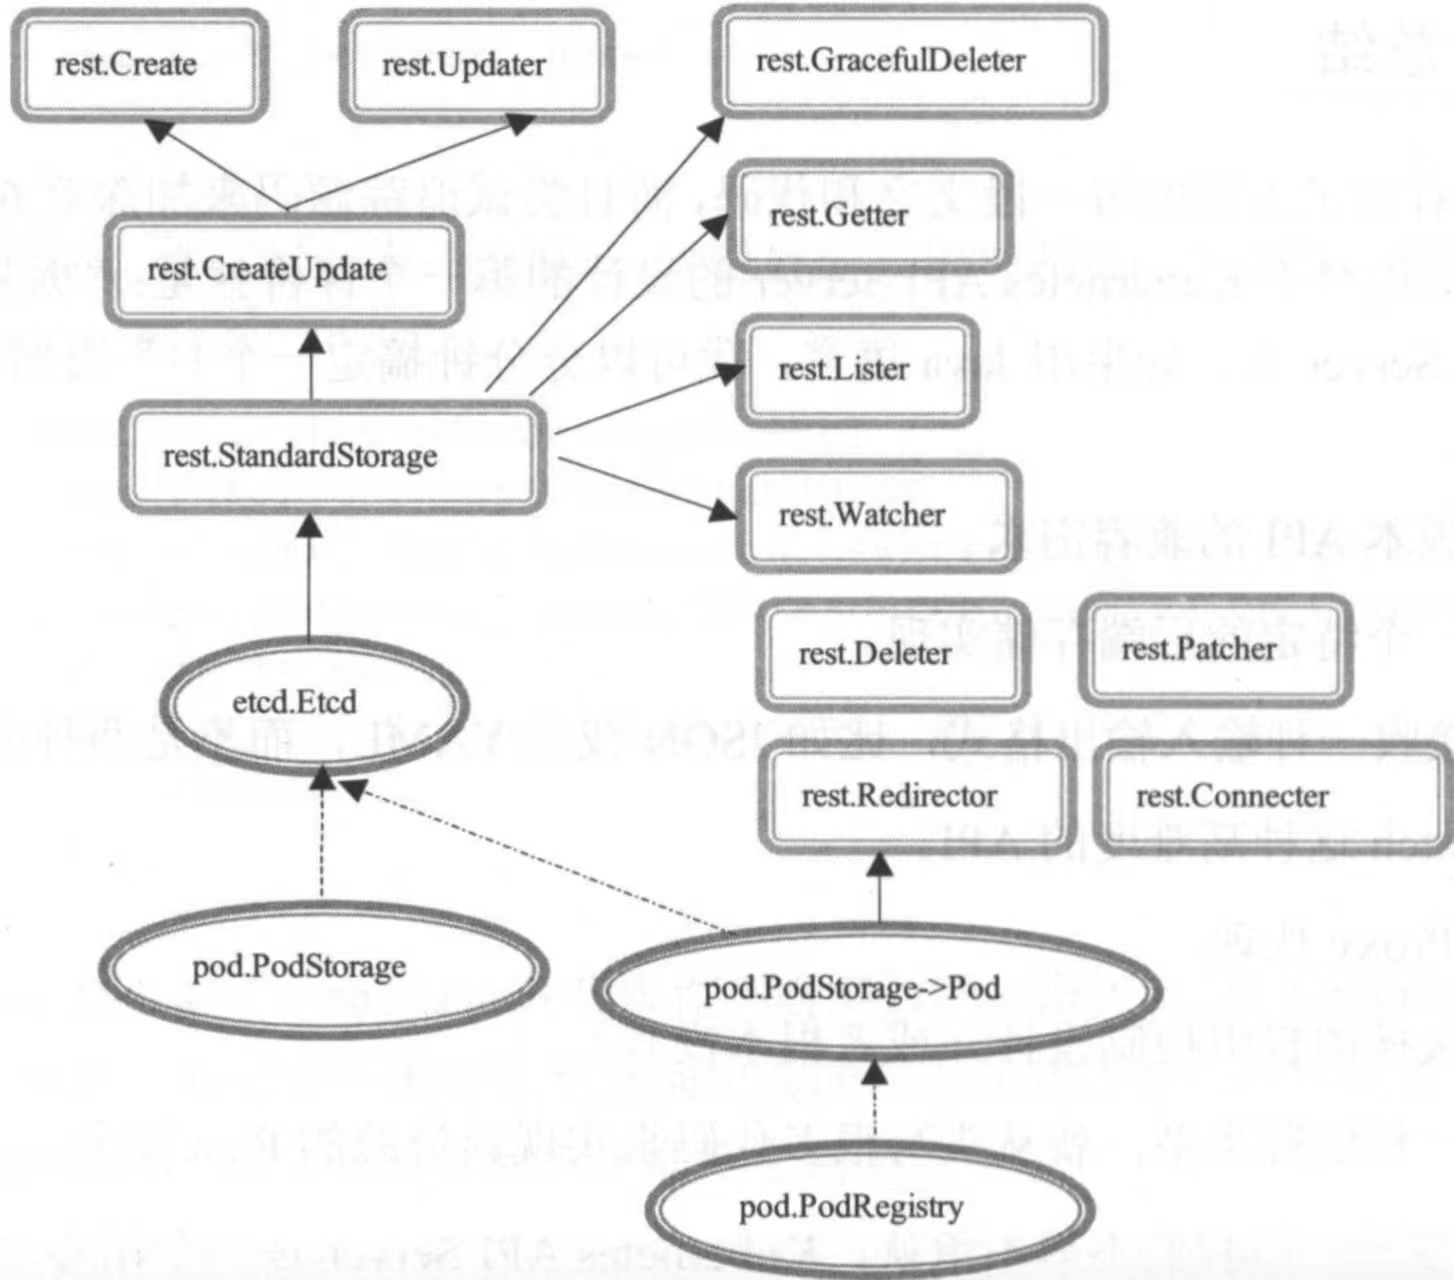 rest.Create
rest.Updater
rest.GracefulDeleter
rest.Getter
rest.CreateUpdate
rest.Lister
rest.StandardStorage
rest.Watcher
rest.Deleter
rest.Patcher
etcd.Etcd
rest.Redirector
rest.Connecter
pod.PodStorage
pod.PodStorage->Pod
pod.PodRegistry